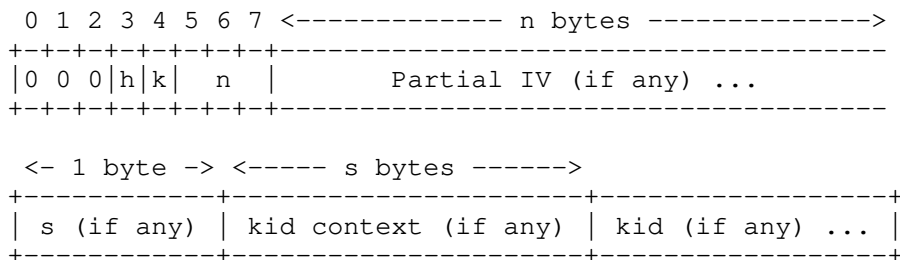 0 1 2 3 4 5 6 7 <------------- n bytes -------------->
+-+-+-+-+-+-+-+-+--------------------------------------
|0 0 0|h|k|  n  |       Partial IV (if any) ...
+-+-+-+-+-+-+-+-+--------------------------------------
 <- 1 byte -> <----- s bytes ------>
+------------+----------------------+------------------+
| s (if any) | kid context (if any) | kid (if any) ... |
+------------+----------------------+------------------+